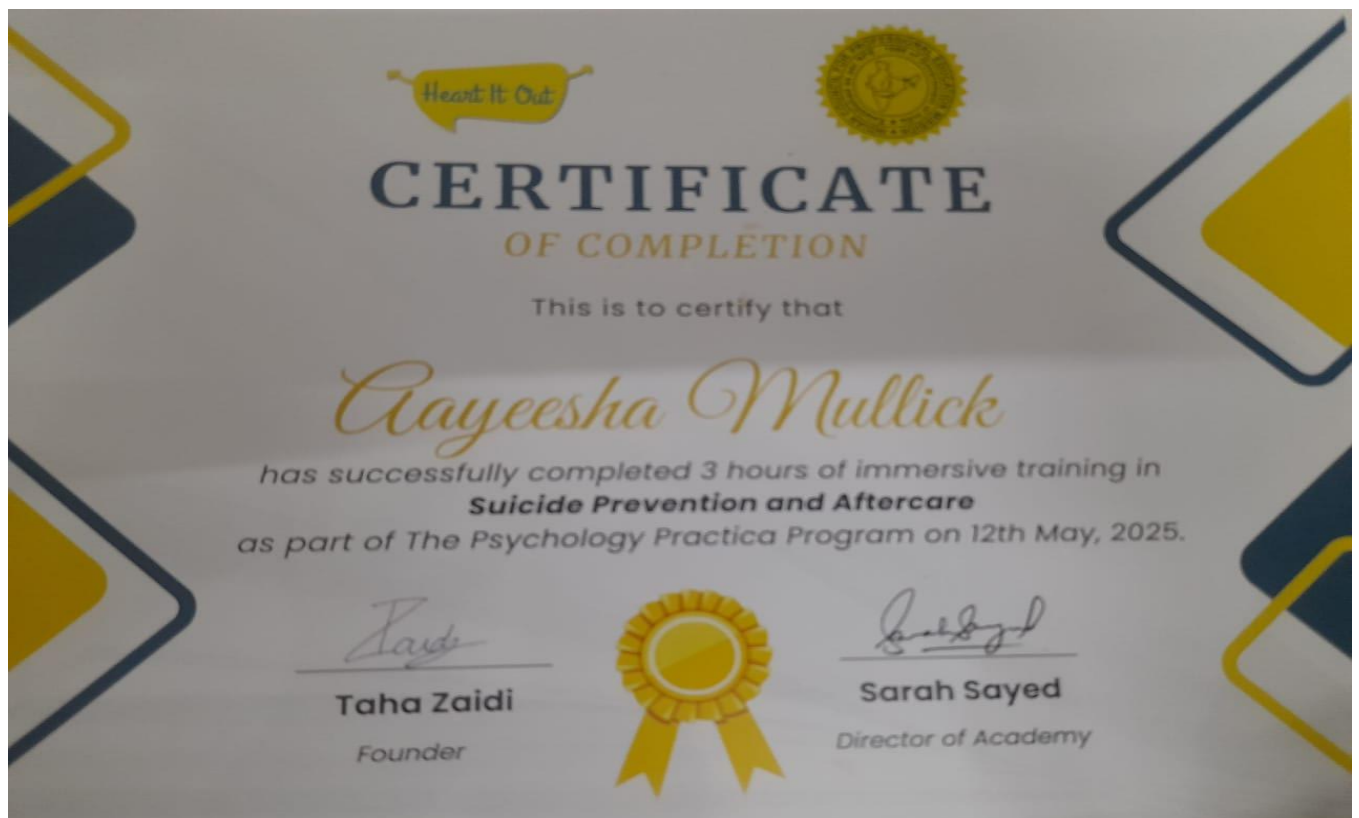 Heart It Out
CERTIFICATE
OF COMPLETION
This is to certify that
Aayeesha Mullick
has successfully completed 3 hours of immersive training in
Suicide Prevention and Aftercare
as part of The Psychology Practica Program on 12th May, 2025.
Taha Zaidi
Sarah Sayed
Founder
Director of Academy